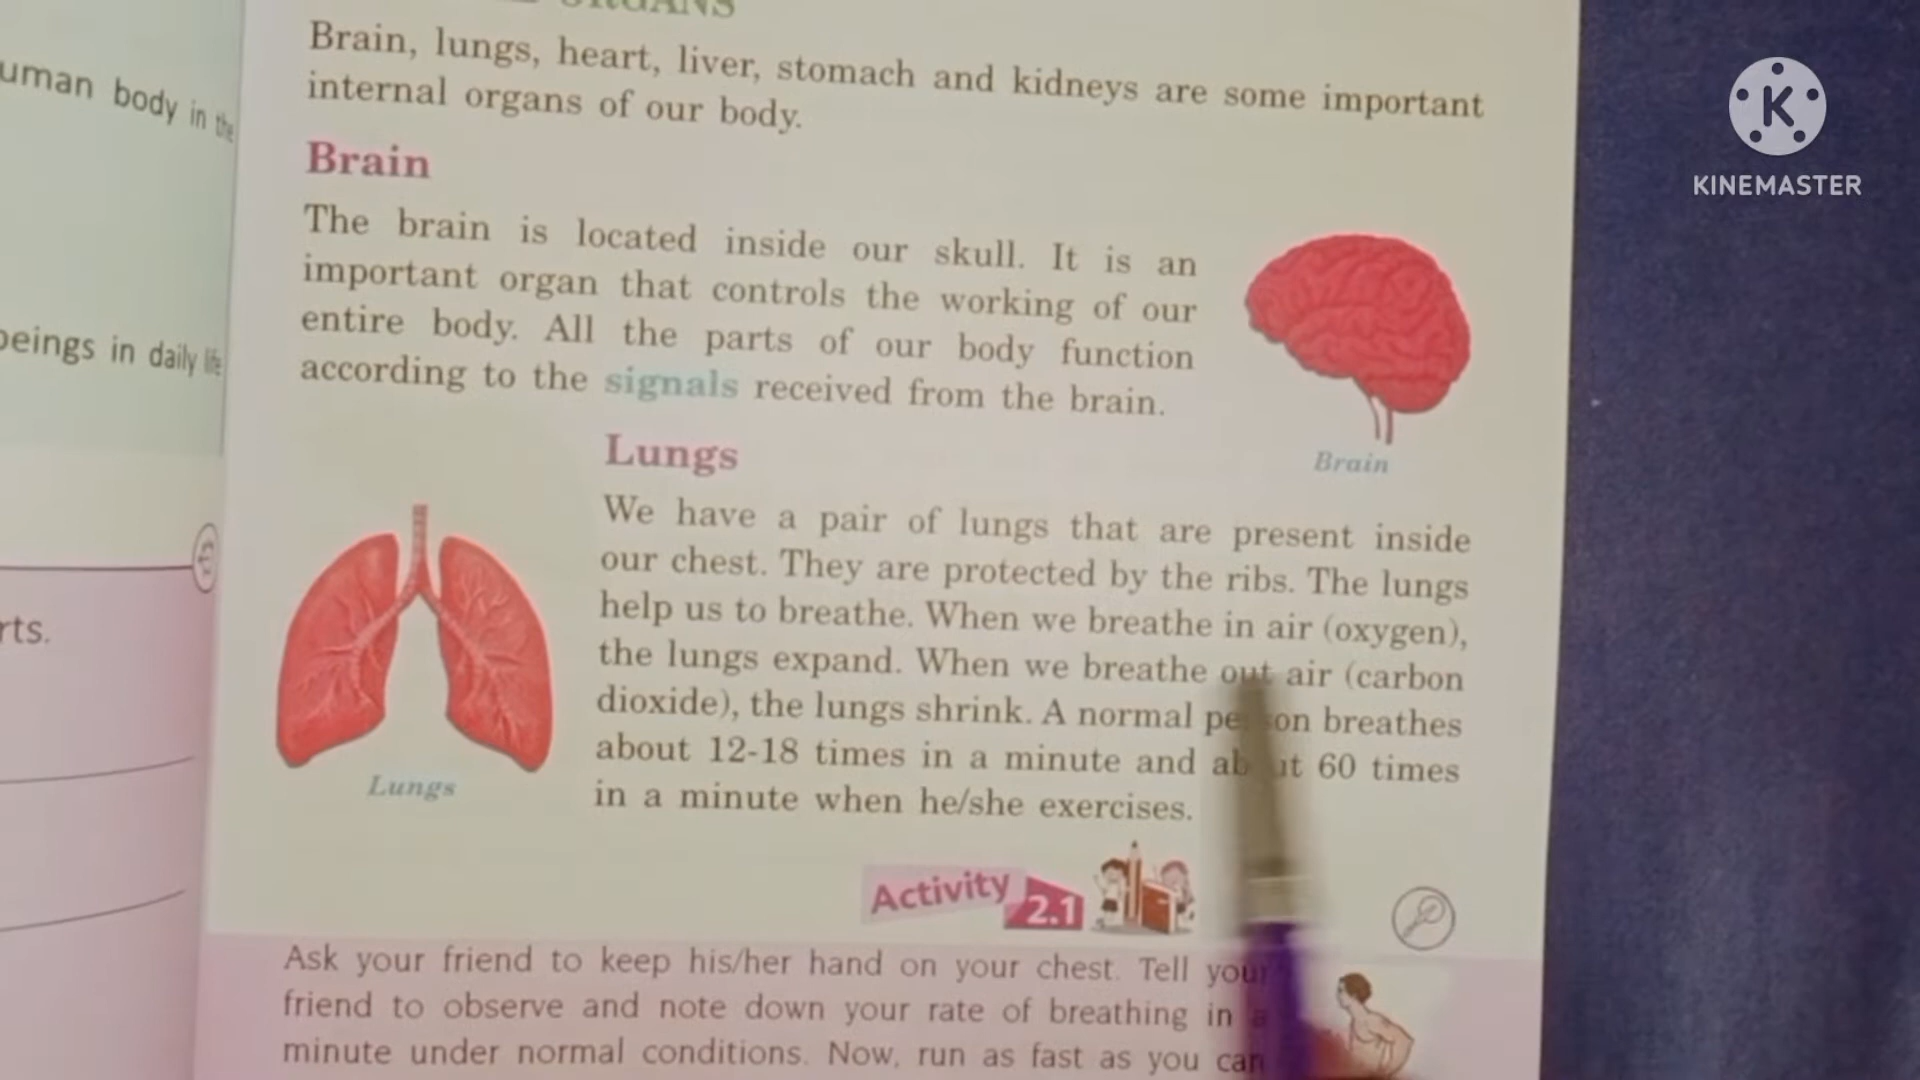 ORGANS
Brain, lungs, heart, liver, stomach and kidneys are some important
internal organs of our body.
Brain
The brain is located inside our skull. It is an
important organ that controls the working of our
entire body. All the parts of our body function
according to the signals received from the brain.
Brain
Lungs
We have a pair of lungs that are present inside
our chest. They are protected by the ribs. The lungs
help us to breathe. When we breathe in air (oxygen),
the lungs expand. When we breathe out air (carbon
dioxide), the lungs shrink. A normal person breathes
about 12-18 times in a minute and about 60 times
in a minute when he/she exercises.
Lungs
Activity 2.1
Ask your friend to keep his/her hand on your chest. Tell your
friend to observe and note down your rate of breathing in a
minute under normal conditions. Now, run as fast as you can
body in the
beings in daily life
K
KINEMASTER